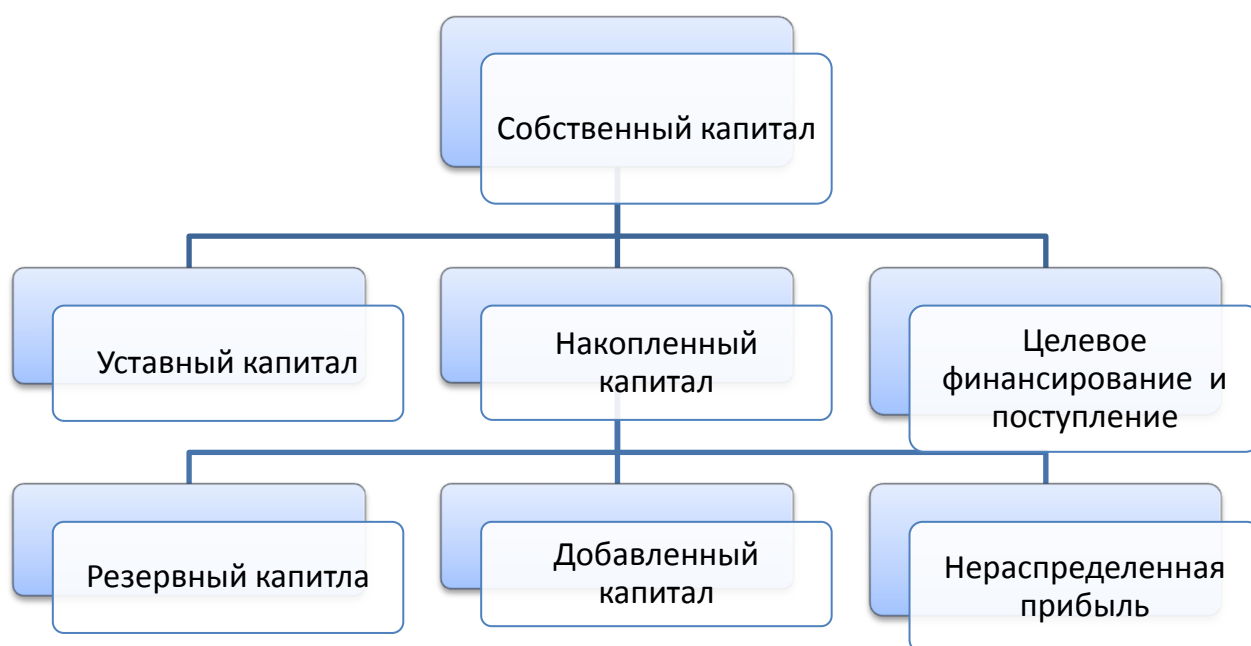 Собственный капитал
Уставный капитал
Накопленный
капитал
Целевое
финансирование и
поступление
Резервный капитла
Добавленный
капитал
Нераспределенная
прибыль